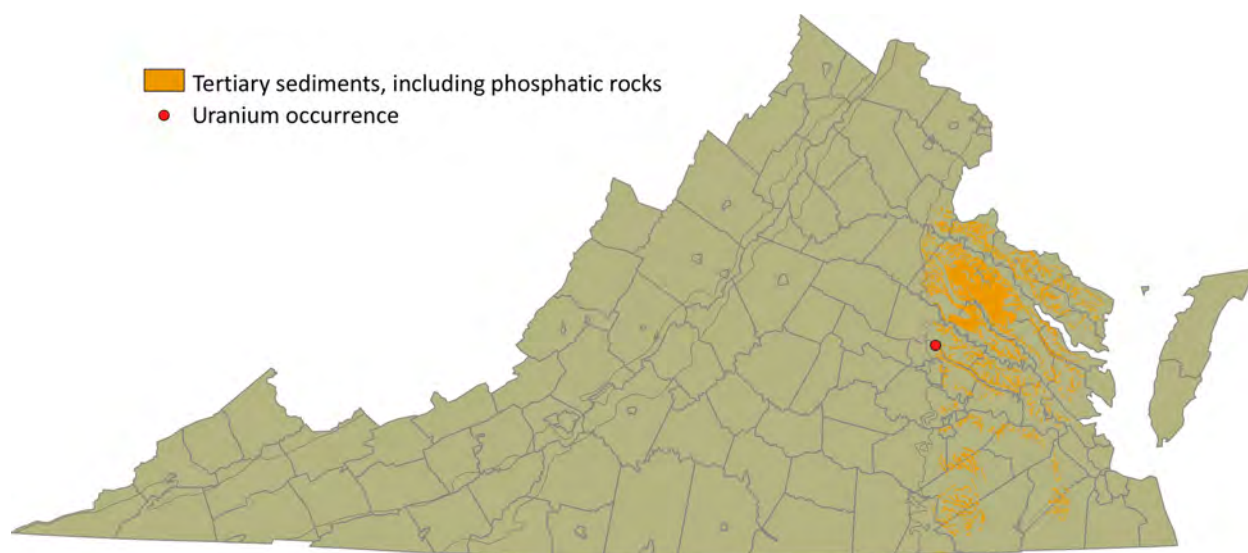 Tertiary sediments, including phosphatic rocks
Uranium occurrence